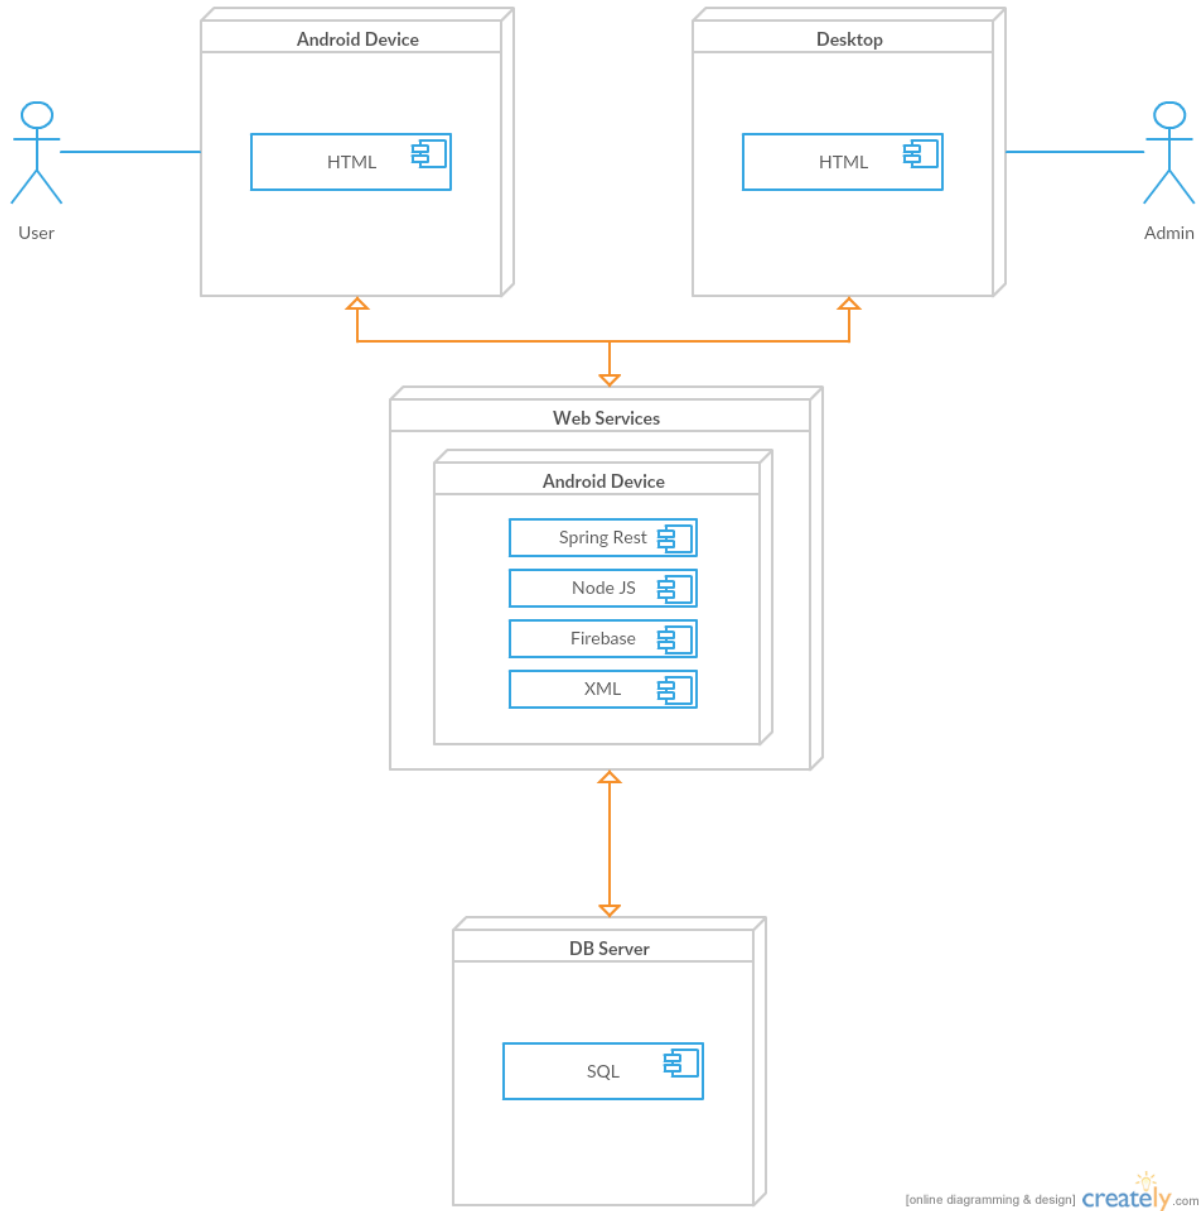 Android Device
Desktop
HTML
HTML
User
Admin
Web Services
Android Device
Spring Rest
Node JS
Firebase
XML
DB Server
SQL
[online diagramming & design] creately.com